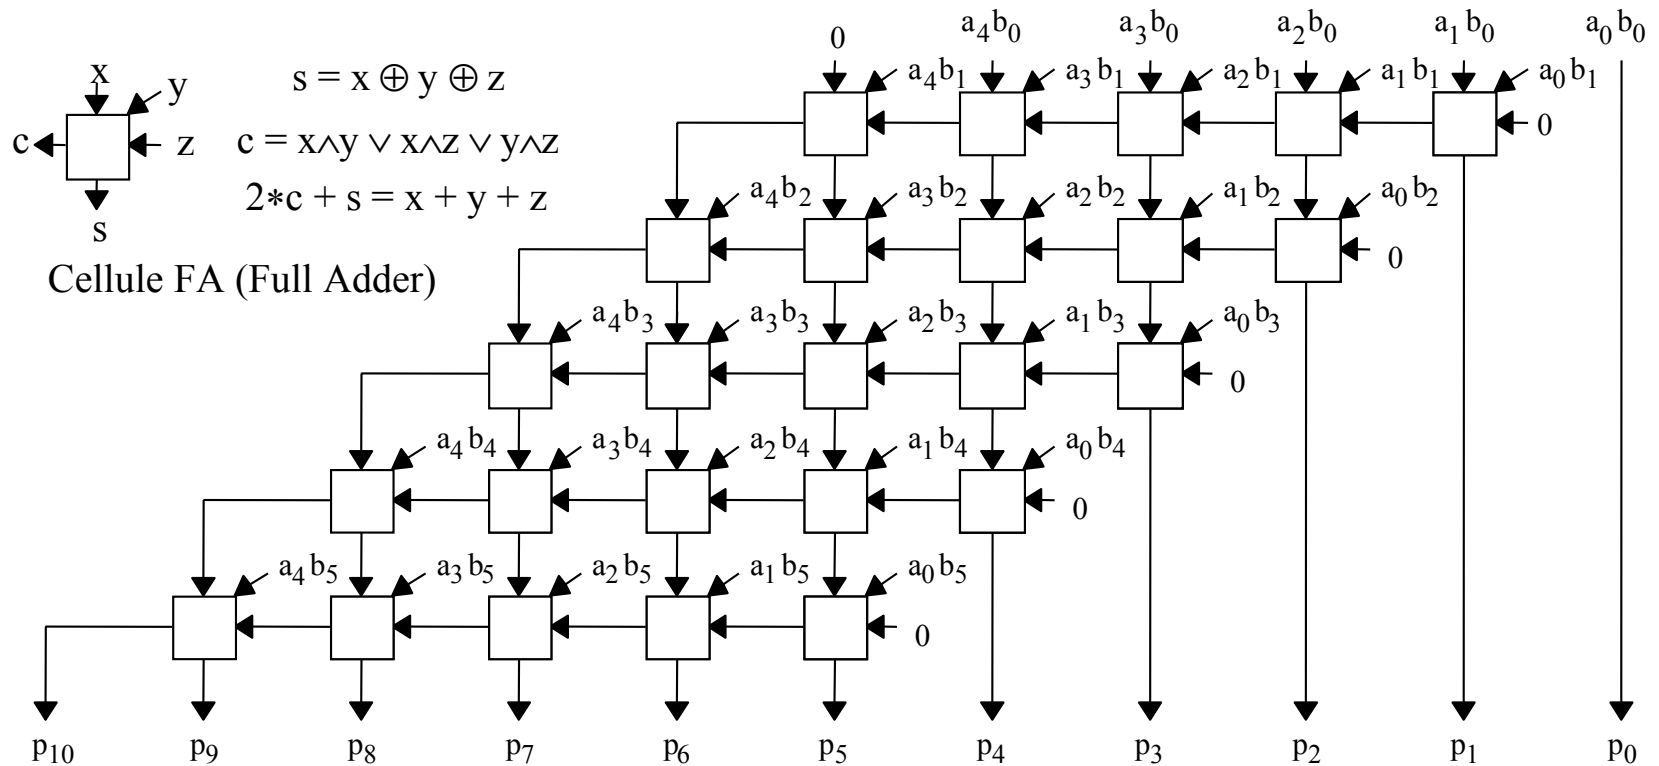 0 a₄b₀ a₃b₀ a₂b₀ a₁b₀ a₀b₀
x y s = x ⊕ y ⊕ z
a₄b₁ a₃b₁ a₂b₁ a₁b₁ a₀b₁
0
c z c = x∧y ∨ x∧z ∨ y∧z
2*c + s = x + y + z
s
a₄b₂ a₃b₂ a₂b₂ a₁b₂ a₀b₂
0
Cellule FA (Full Adder)
a₄b₃ a₃b₃ a₂b₃ a₁b₃ a₀b₃
0
a₄b₄ a₃b₄ a₂b₄ a₁b₄ a₀b₄
0
a₄b₅ a₃b₅ a₂b₅ a₁b₅ a₀b₅
0
p₁₀ p₉ p₈ p₇ p₆ p₅ p₄ p₃ p₂ p₁ p₀